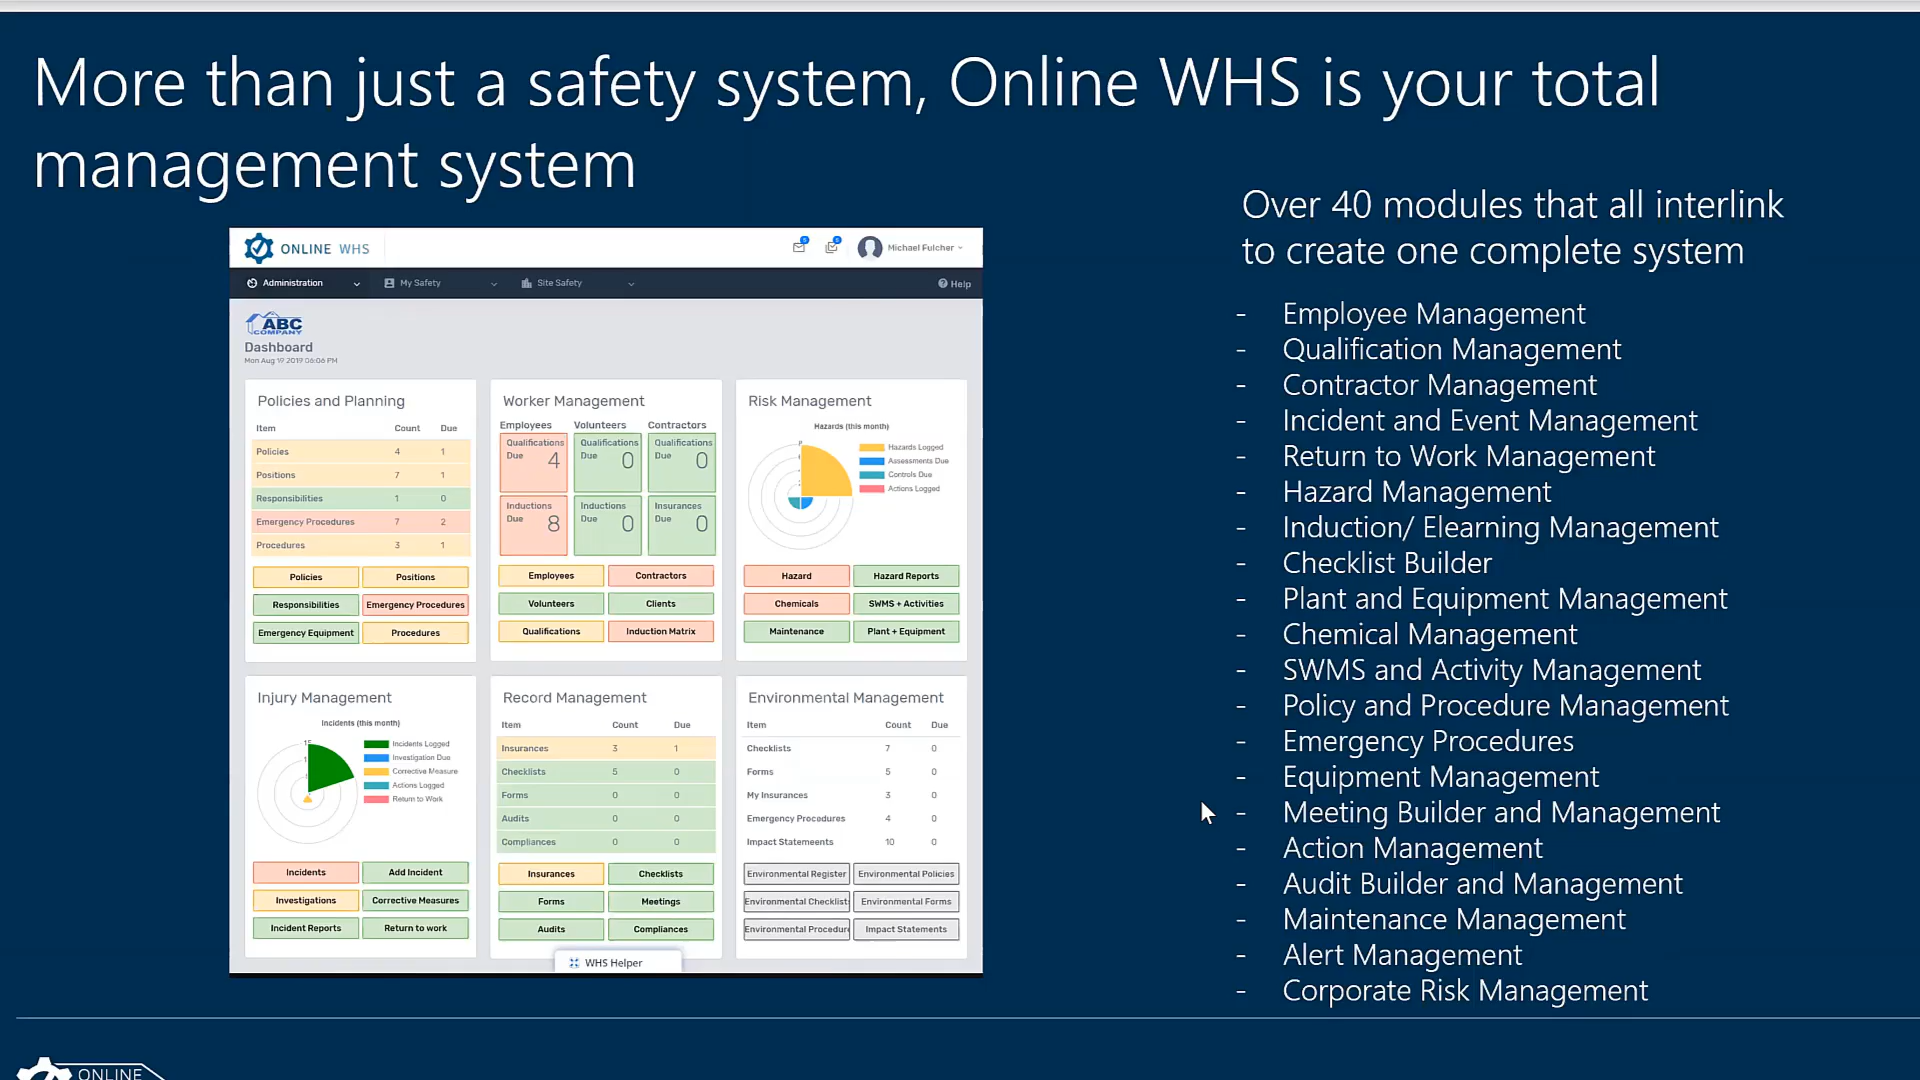 More than just a safety system, Online WHS is your total
management system
Over 40 modules that all interlink
to create one complete system
- Employee Management
- Qualification Management
- Contractor Management
- Incident and Event Management
- Return to Work Management
- Hazard Management
- Induction/ Elearning Management
- Checklist Builder
- Plant and Equipment Management
- Chemical Management
- SWMS and Activity Management
- Policy and Procedure Management
- Emergency Procedures
- Equipment Management
- Meeting Builder and Management
- Action Management
- Audit Builder and Management
- Maintenance Management
- Alert Management
- Corporate Risk Management
ONLINE WHS
Michael Fulcher
Administration My Safety Site Safety Help
ABC
COMPANY
Dashboard
Mon Aug 19 2019 06:06 PM
Policies and Planning
Item Count Due
Policies 4 1
Positions 7 1
Responsibilities 1 0
Emergency Procedures 7 2
Procedures 3 1
Policies Positions
Responsibilities Emergency Procedures
Emergency Equipment Procedures
Worker Management
Employees Volunteers Contractors
Qualifications Qualifications Qualifications
Due 4 Due 0 Due 0
Inductions Inductions Insurances
Due 8 Due 0 Due 0
Employees Contractors
Volunteers Clients
Qualifications Induction Matrix
Risk Management
Hazards (this month)
Hazards Logged
Assessments Due
Controls Due
Actions Logged
Hazard Hazard Reports
Chemicals SWMS + Activities
Maintenance Plant + Equipment
Injury Management
Incidents (this month)
Incidents Logged
Investigation Due
Corrective Measure
Actions Logged
Return to Work
Incidents Add Incident
Investigations Corrective Measures
Incident Reports Return to work
Record Management
Item Count Due
Insurances 3 1
Checklists 5 0
Forms 0 0
Audits 0 0
Compliances 0 0
Insurances Checklists
Forms Meetings
Audits Compliances
Environmental Management
Item Count Due
Checklists 7 0
Forms 5 0
My Insurances 3 0
Emergency Procedures 4 0
Impact Statemeents 10 0
Environmental Register Environmental Policies
Environmental Checklist Environmental Forms
Environmental Procedure Impact Statements
WHS Helper
ONLINE